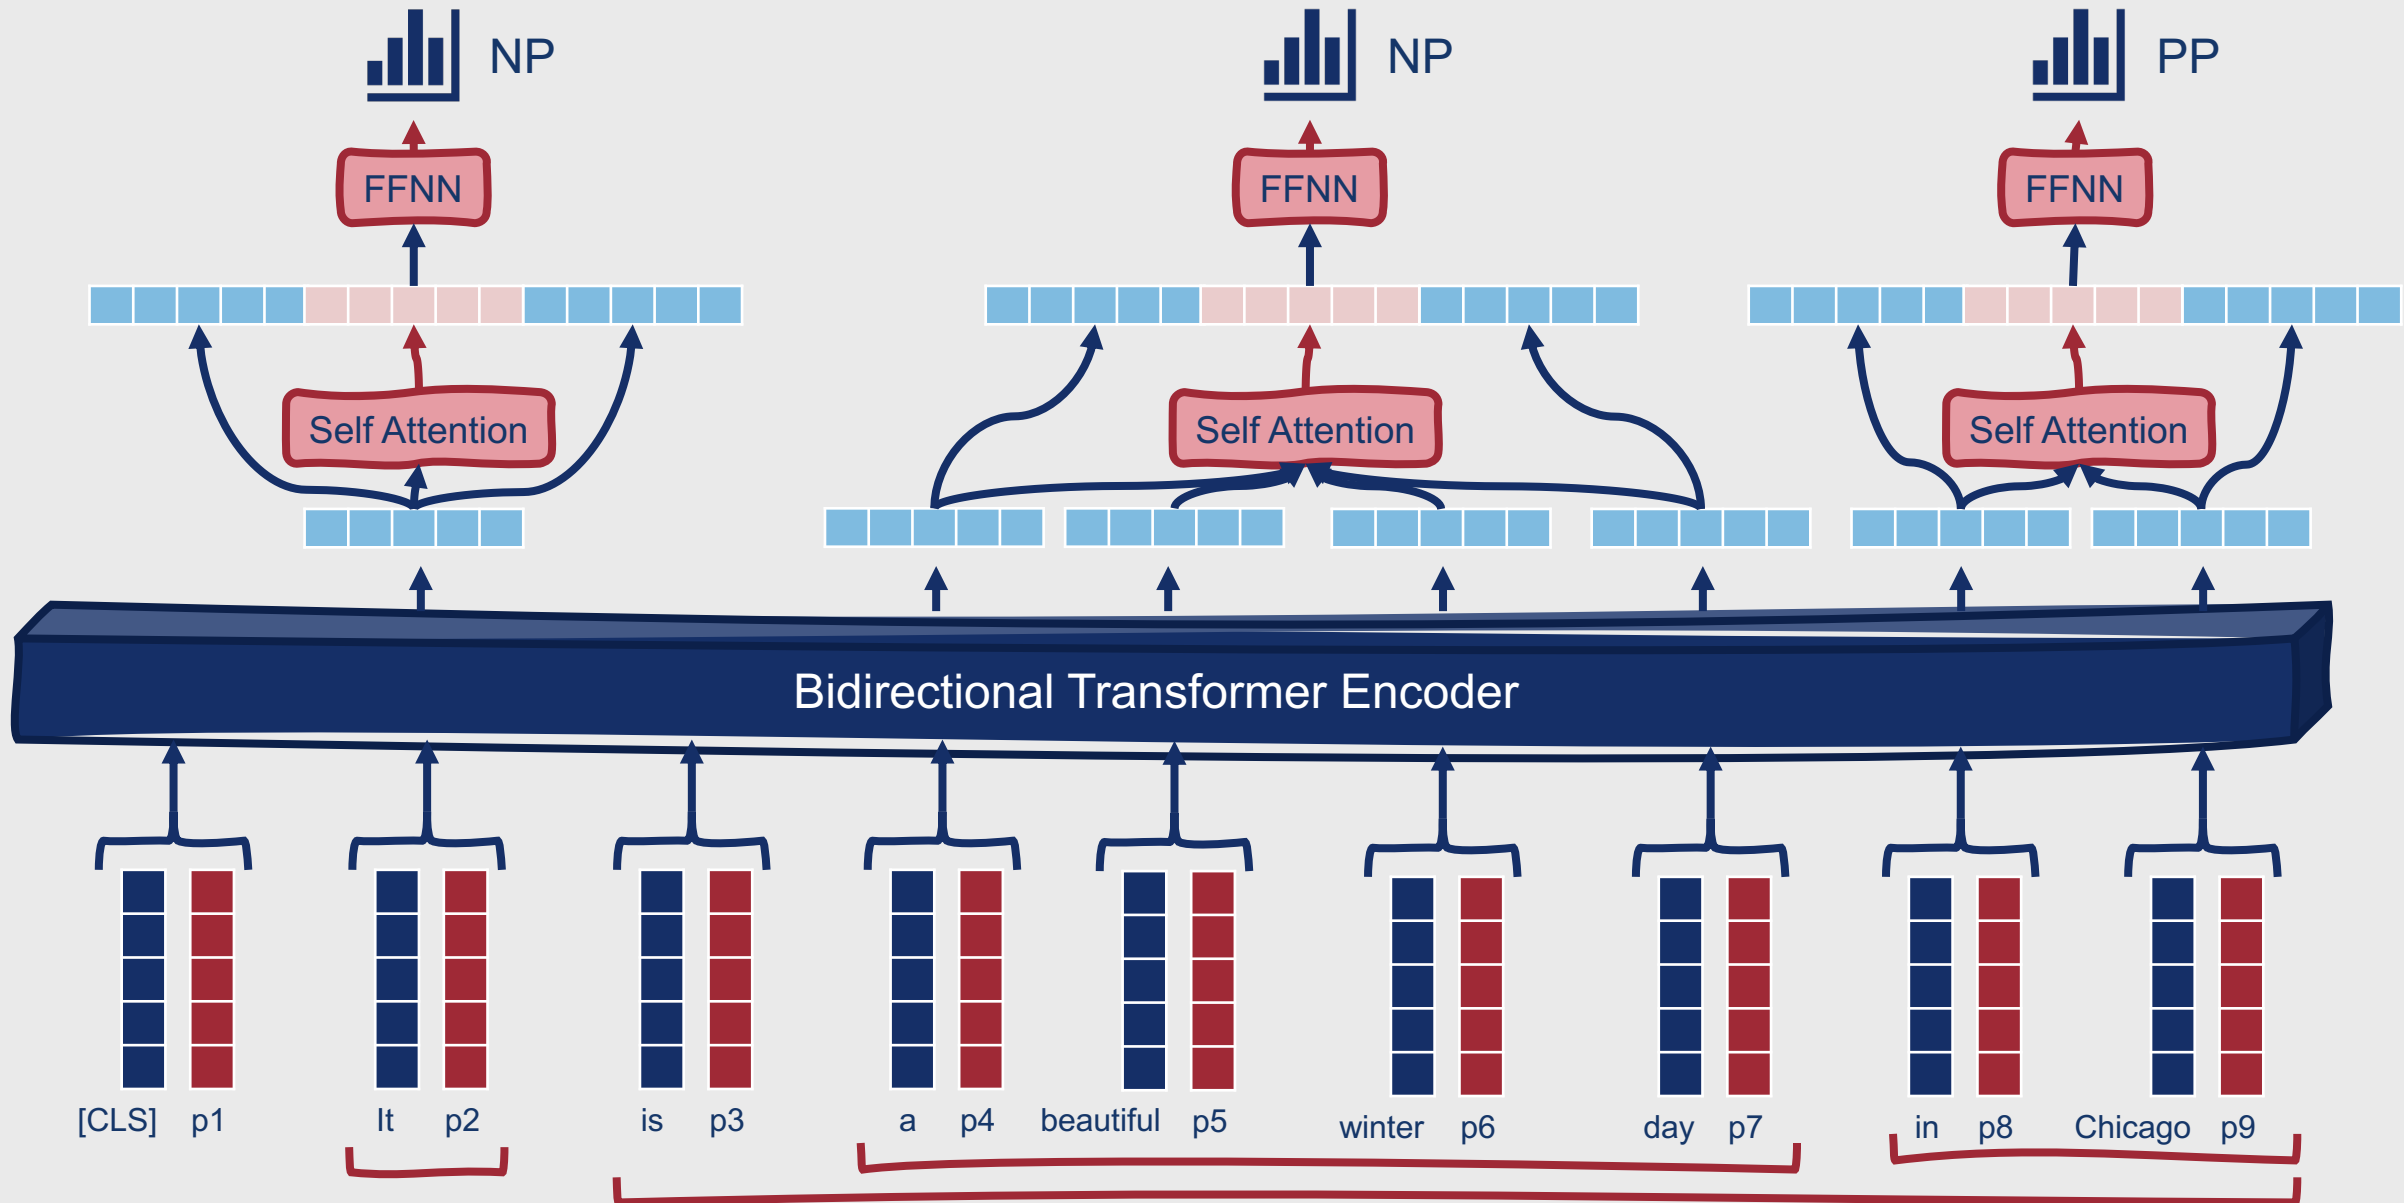 NP NP PP
FFNN FFNN FFNN
Self Attention Self Attention Self Attention
Bidirectional Transformer Encoder
[CLS] p1 It p2 is p3 a p4 beautiful p5 winter p6 day p7 in p8 Chicago p9